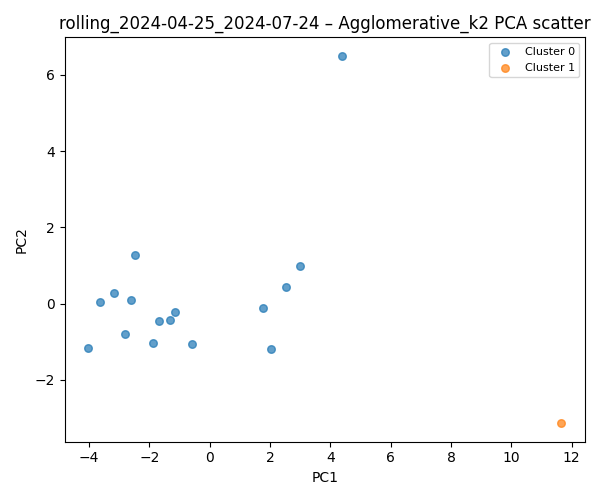 rolling_2024-04-25_2024-07-24 – Agglomerative_k2 PCA scatter
Cluster 0
Cluster 1
PC2
6
4
2
0
−2
−4 −2 0 2 4 6 8 10 12
PC1